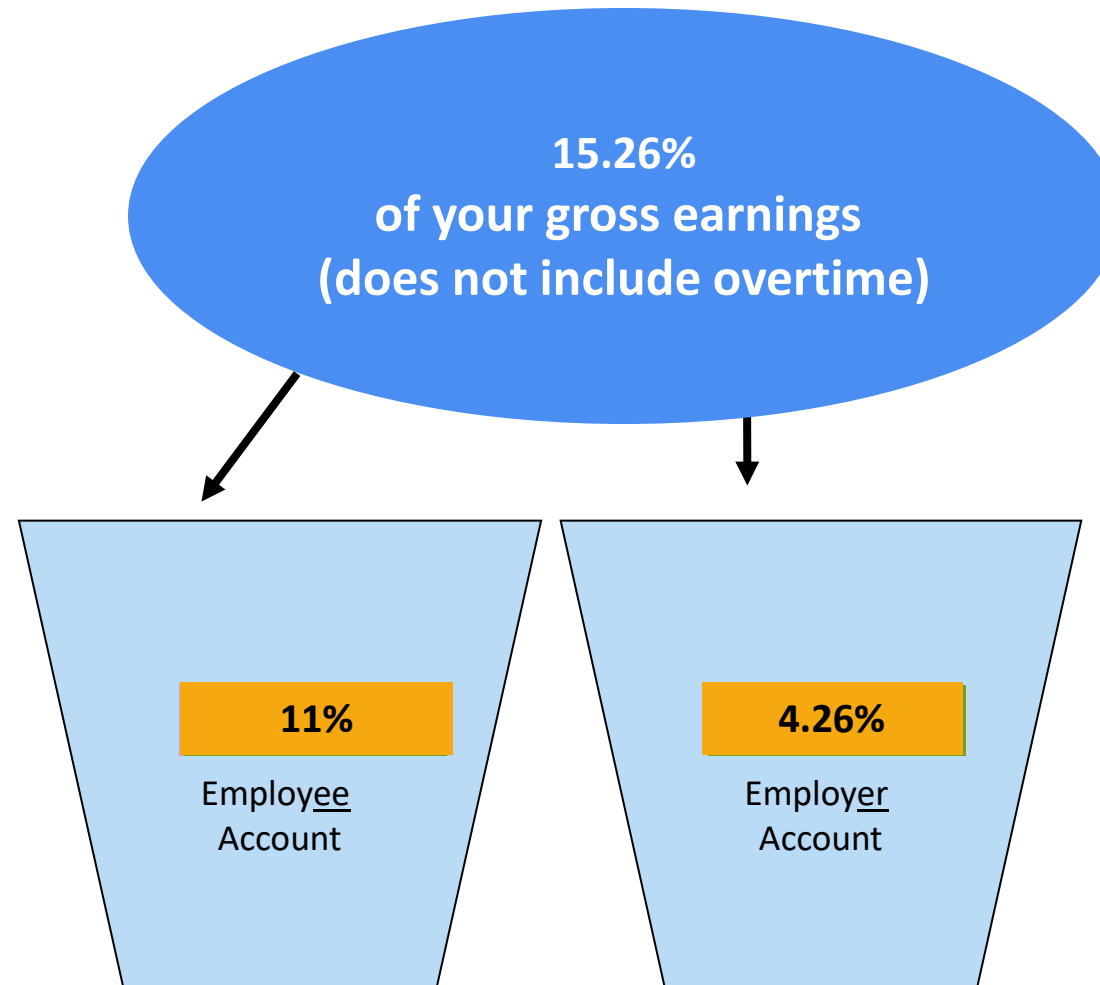 15.26%
of your gross earnings
(does not include overtime)
11%
Employee
Account
4.26%
Employer
Account